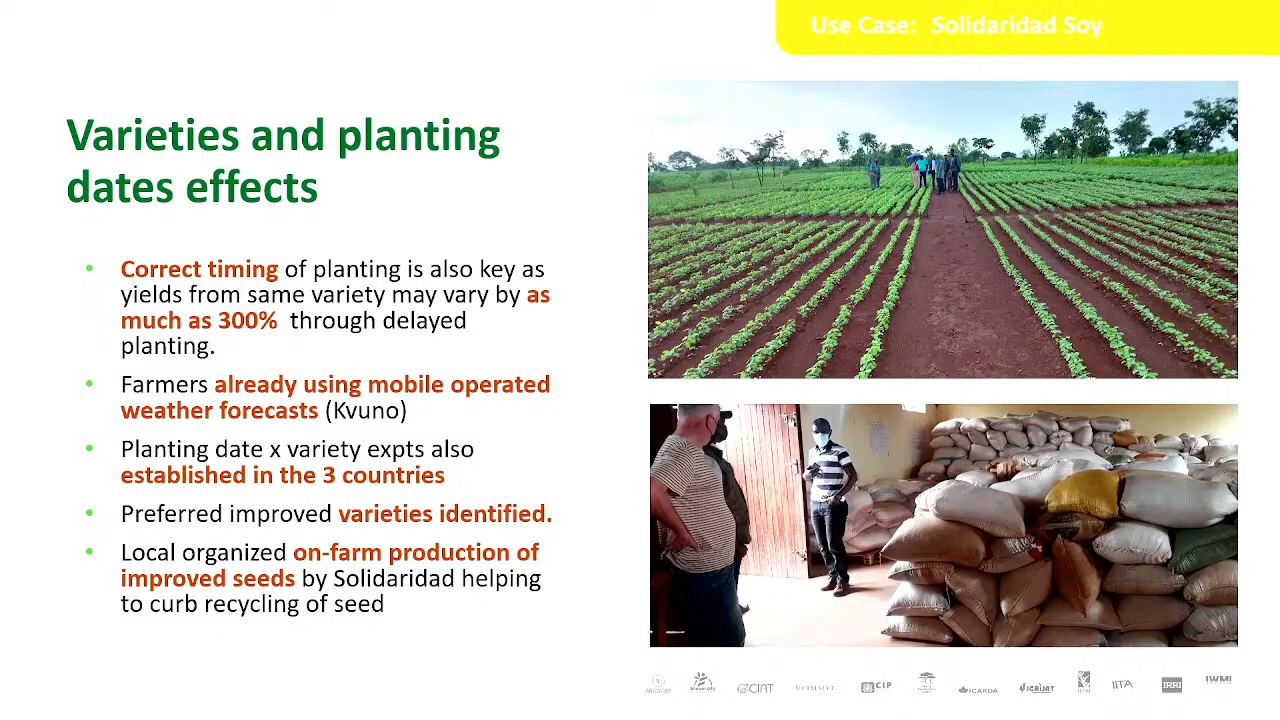 Use Case: Solidaridad Soy
Varieties and planting
dates effects
• Correct timing of planting is also key as
yields from same variety may vary by as
much as 300% through delayed
planting.
• Farmers already using mobile operated
weather forecasts (Kvuno)
• Planting date x variety expts also
established in the 3 countries
• Preferred improved varieties identified.
• Local organized on-farm production of
improved seeds by Solidaridad helping
to curb recycling of seed
CIAT
CIMMYT
CIP
ICARDA
ICRISAT
IITA
IRRI
IWMI